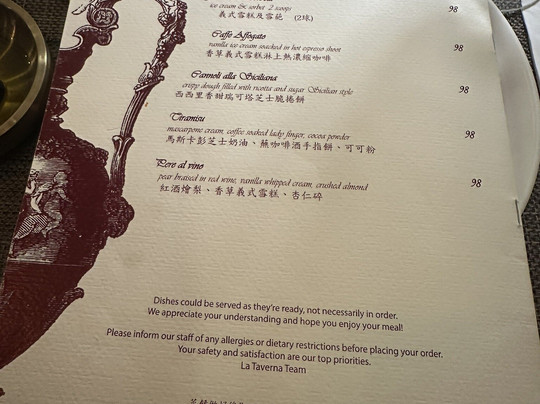 ice cream & sorbet 2 scoops 98
義式雪糕及雪葩 (2球)
Caffe Affogato
vanilla ice cream soacked in hot espresso shoot 98
香草義式雪糕淋上熱濃縮咖啡
Cannoli alla Siciliana
crispy dough filled with ricotta and sugar Sicilian style 98
西西里香甜瑞可塔芝士脆捲餅
Tiramisu
mascarpone cream, coffee soaked lady finger, cocoa powder 98
馬斯卡彭芝士奶油、蘸咖啡酒手指餅、可可粉
Pere al vino
pear braised in red wine, vanilla whipped cream, crushed almond 98
紅酒燴梨、香草義式雪糕、杏仁碎
Dishes could be served as they're ready, not necessarily in order.
We appreciate your understanding and hope you enjoy your meal!
Please inform our staff of any allergies or dietary restrictions before placing your order.
Your safety and satisfaction are our top priorities.
La Taverna Team